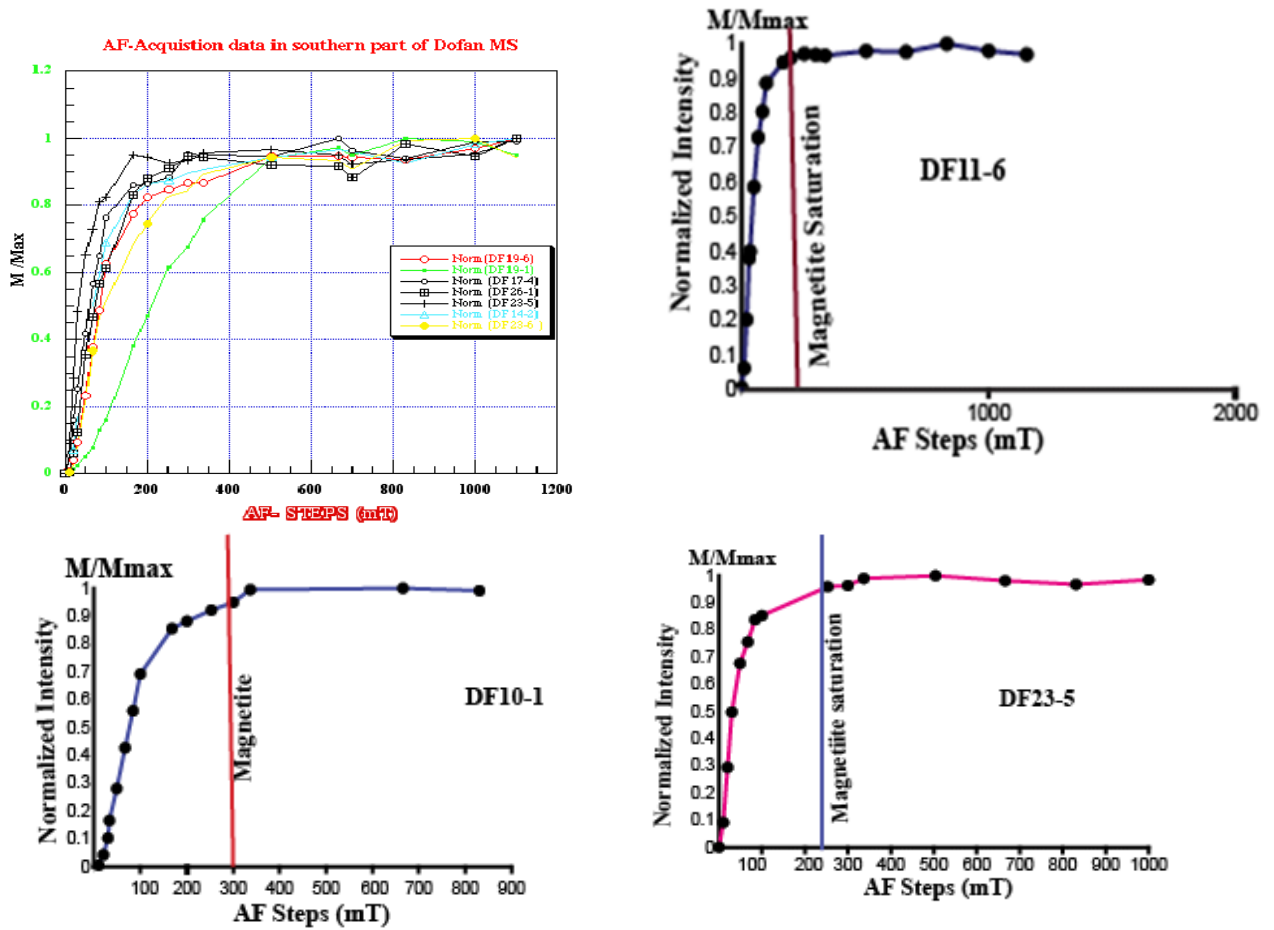 AF-Acquistion data in southern part of Dofan MS
1.2
1
0.8
0.6
0.4
0.2
0
M /Max
0 200 400 600 800 1000 1200
AF- STEPS (mT)
Norm(DF19-6)
Norm(DF19-1)
Norm (DF17-4)
Norm (DF26-1)
Norm (DF23-5)
Norm (DF14-2)
Norm (DF23-6 )
M/Mmax
1
0.9
0.8
0.7
0.6
0.5
0.4
0.3
0.2
0.1
0
Normalized Intensity
Magnetite Saturation
DF11-6
1000 2000
AF Steps (mT)
M/Mmax
1
0.9
0.8
0.7
0.6
0.5
0.4
0.3
0.2
0.1
0
Normalized Intensity
Magnetite
DF10-1
100 200 300 400 500 600 700 800 900
AF Steps (mT)
M/Mmax
1
0.9
0.8
0.7
0.6
0.5
0.4
0.3
0.2
0.1
0
Normalized Intensity
Magnetiite saturation
DF23-5
100 200 300 400 500 600 700 800 900 1000
AF Steps (mT)